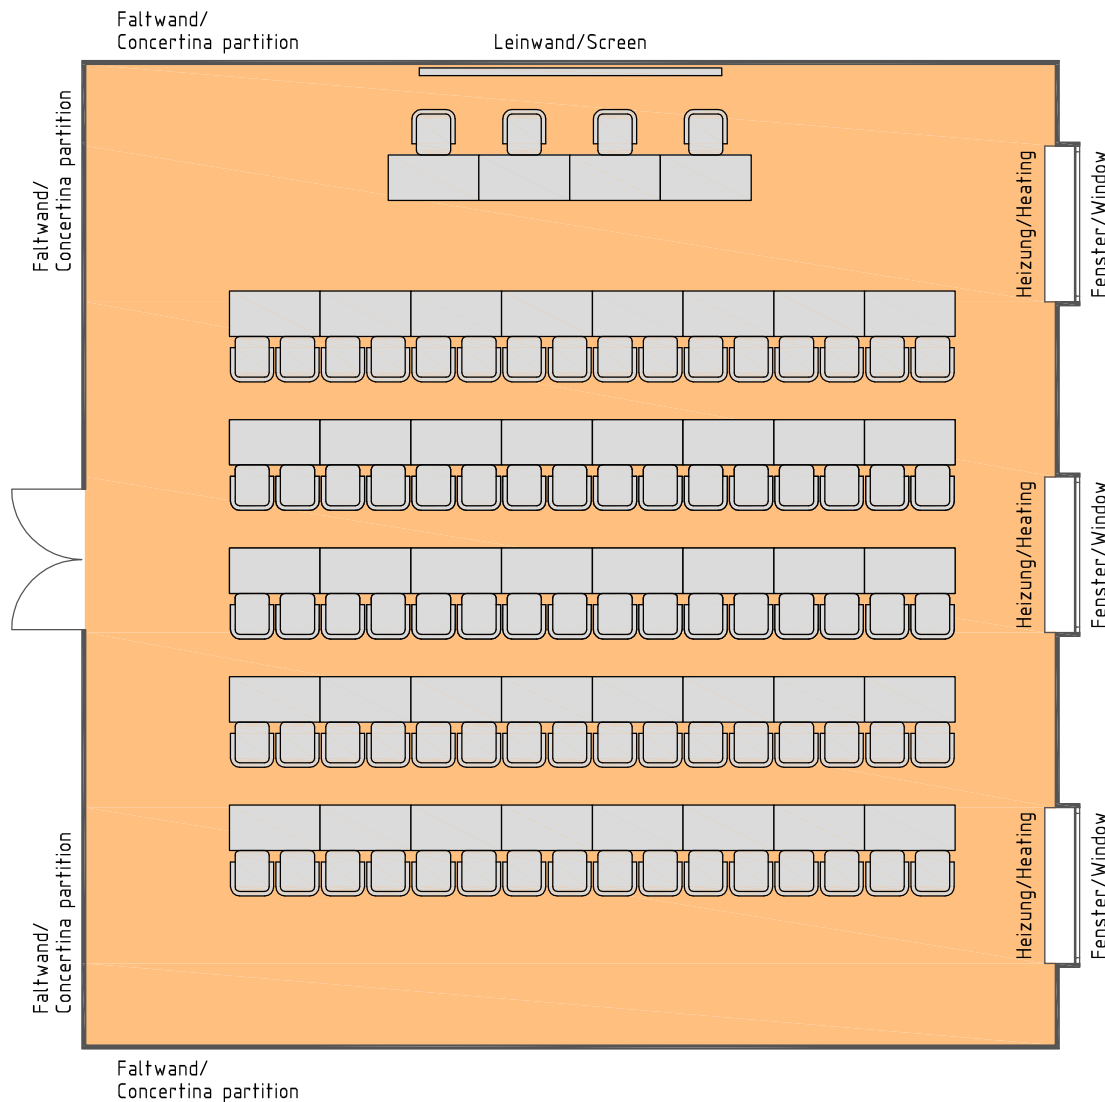 Faltwand/
Concertina partition
Leinwand/Screen
Faltwand/
Concertina partition
Heizung/Heating
Fenster/Window
Heizung/Heating
Fenster/Window
Faltwand/
Concertina partition
Heizung/Heating
Fenster/Window
Faltwand/
Concertina partition